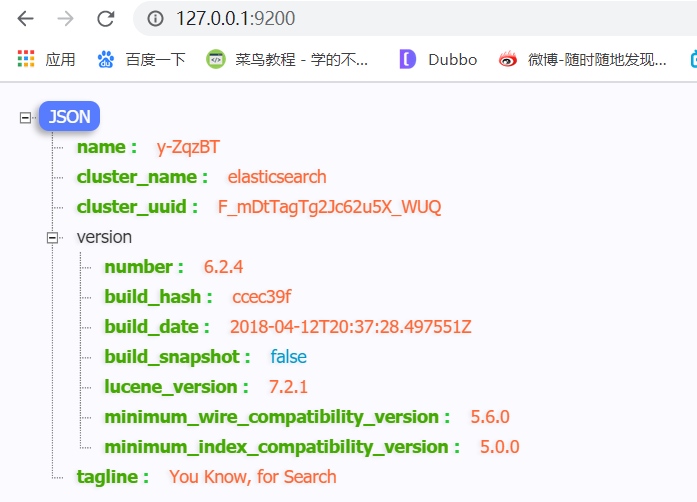 127.0.0.1:9200
应用 百度一下 菜鸟教程 - 学的不... Dubbo 微博-随时随地发现...
JSON
name : y-ZqzBT
cluster_name : elasticsearch
cluster_uuid : F_mDtTagTg2Jc62u5X_WUQ
version
number : 6.2.4
build_hash : ccec39f
build_date : 2018-04-12T20:37:28.497551Z
build_snapshot : false
lucene_version : 7.2.1
minimum_wire_compatibility_version : 5.6.0
minimum_index_compatibility_version : 5.0.0
tagline : You Know, for Search